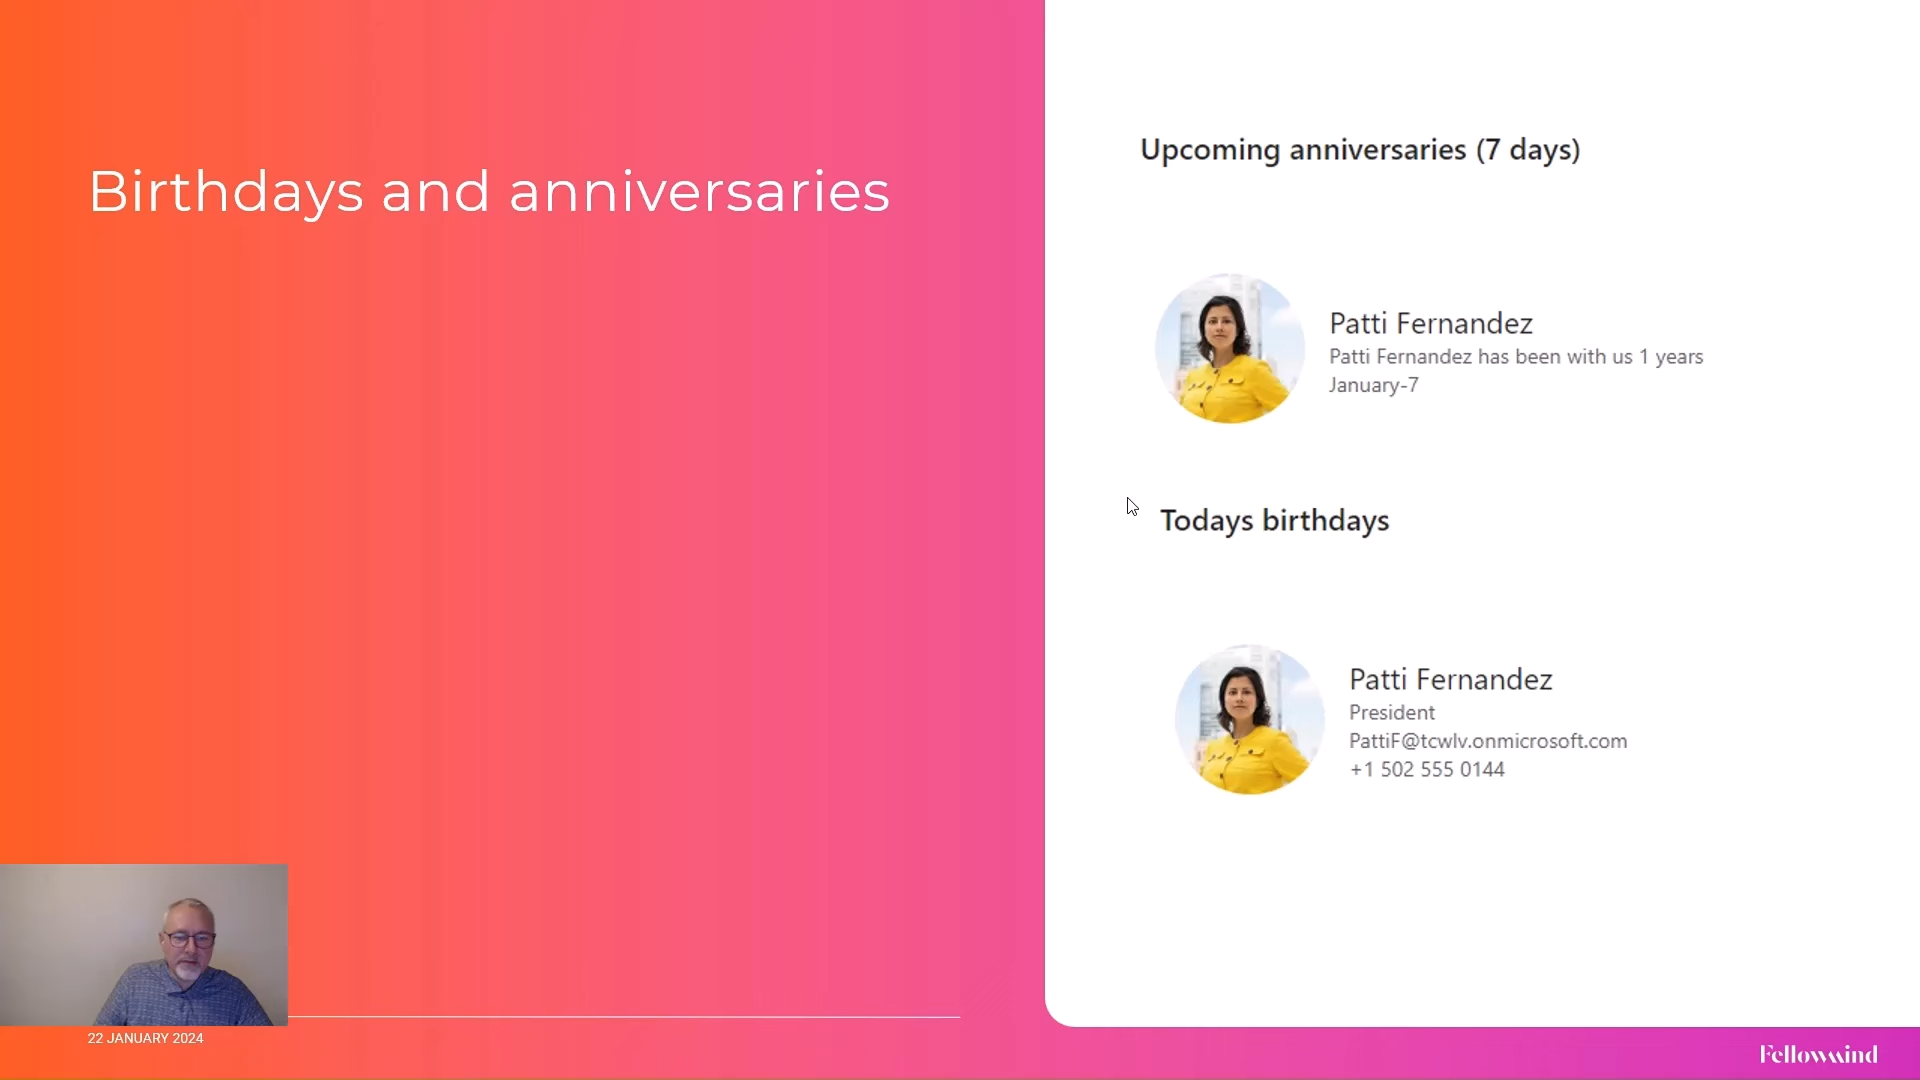 Birthdays and anniversaries
Upcoming anniversaries (7 days)
Patti Fernandez
Patti Fernandez has been with us 1 years
January-7
Todays birthdays
Patti Fernandez
President
PattiF@tcwlv.onmicrosoft.com
+1 502 555 0144
22 JANUARY 2024
Fellowmind